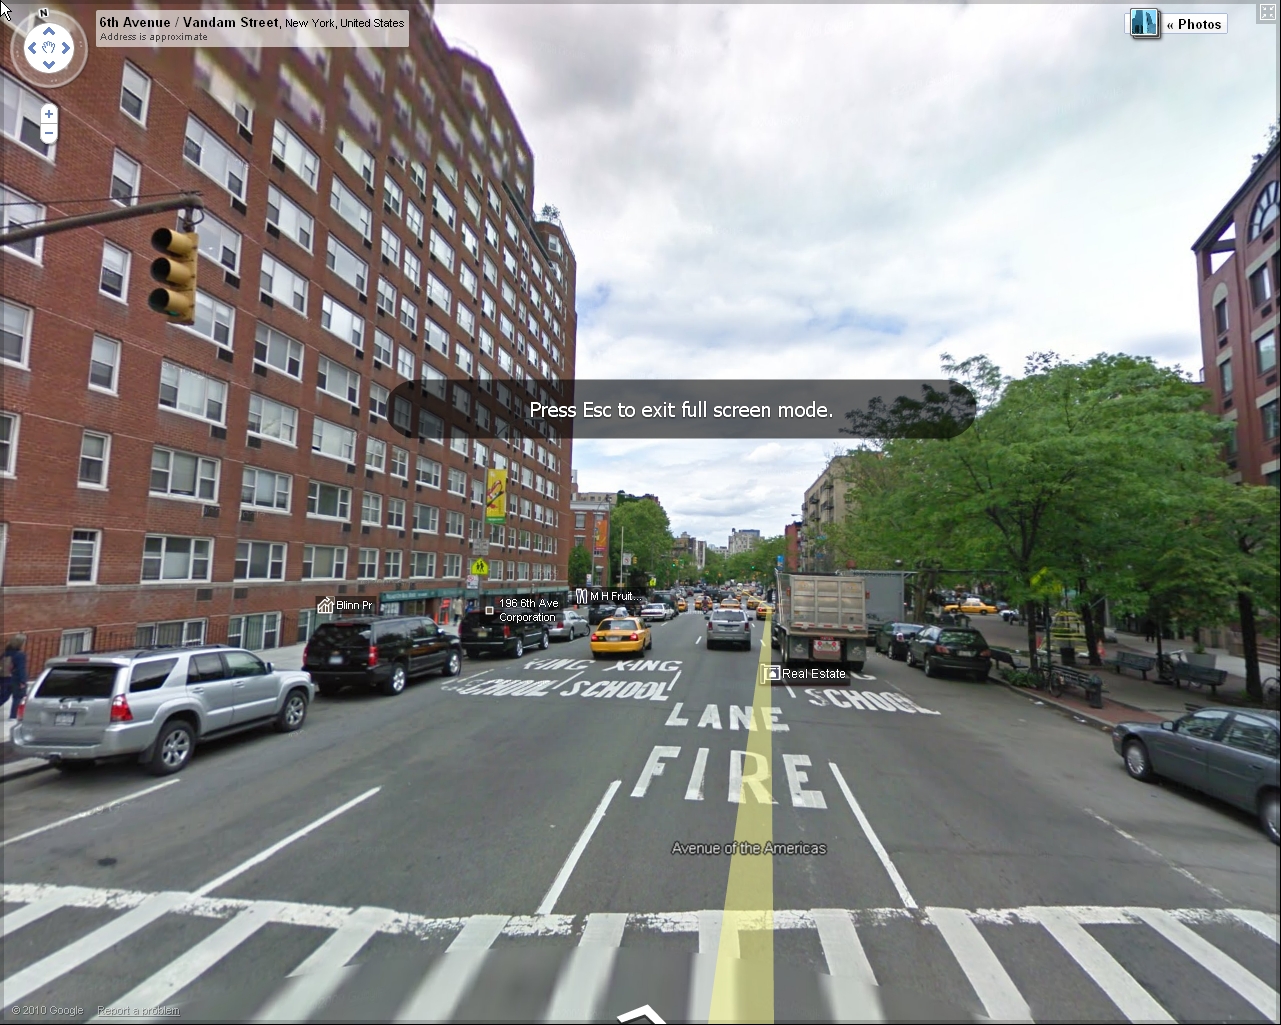 N
6th Avenue / Vandam Street, New York, United States
Address is approximate
« Photos
+
−
Press Esc to exit full screen mode.
Blinn Pr
196 6th Ave
Corporation
M H Fruit...
Real Estate
XING XING
SCHOOL SCHOOL
SCHOOL
LANE
FIRE
Avenue of the Americas
© 2010 Google
Report a problem